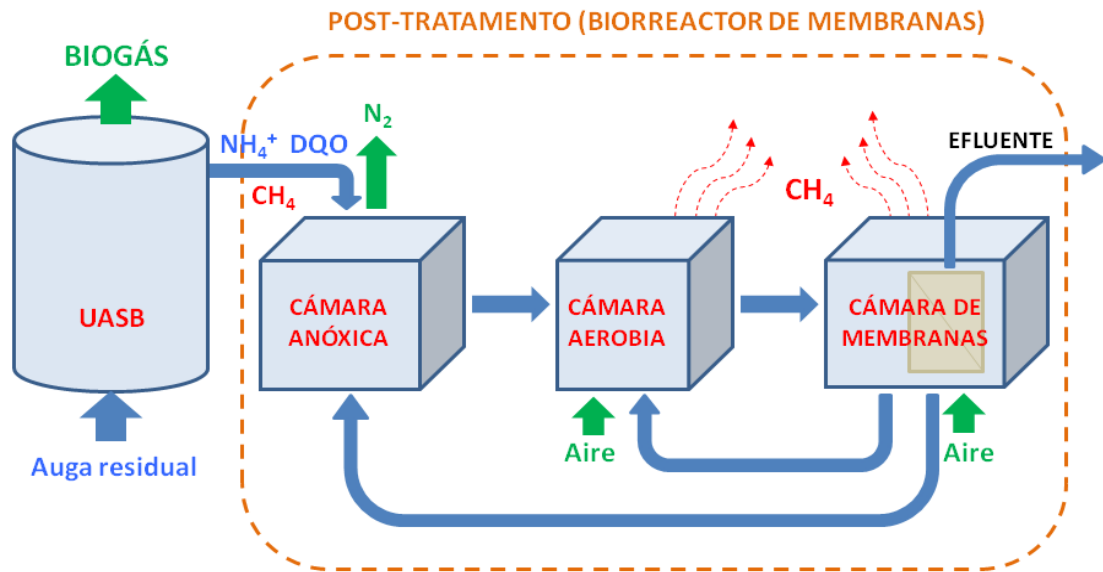 POST-TRATAMENTO (BIORREACTOR DE MEMBRANAS)
BIOGÁS
N₂
NH₄⁺ DQO
EFLUENTE
CH₄
CH₄
UASB
CÁMARA
ANÓXICA
CÁMARA
AEROBIA
CÁMARA DE
MEMBRANAS
Auga residual
Aire
Aire